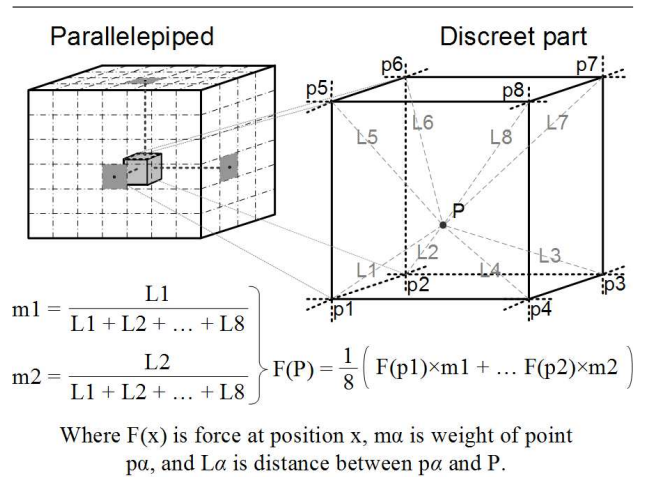 Parallelepiped
Discreet part
p6
p7
p5
p8
L5
L6
L8
L7
P
L1
L2
L4
L3
p2
p3
p1
p4
m1 = L1 / L1 + L2 + … + L8
m2 = L2 / L1 + L2 + … + L8
F(P) = 1/8 ( F(p1)×m1 + … F(p2)×m2 )
Where F(x) is force at position x, mα is weight of point
pα, and Lα is distance between pα and P.